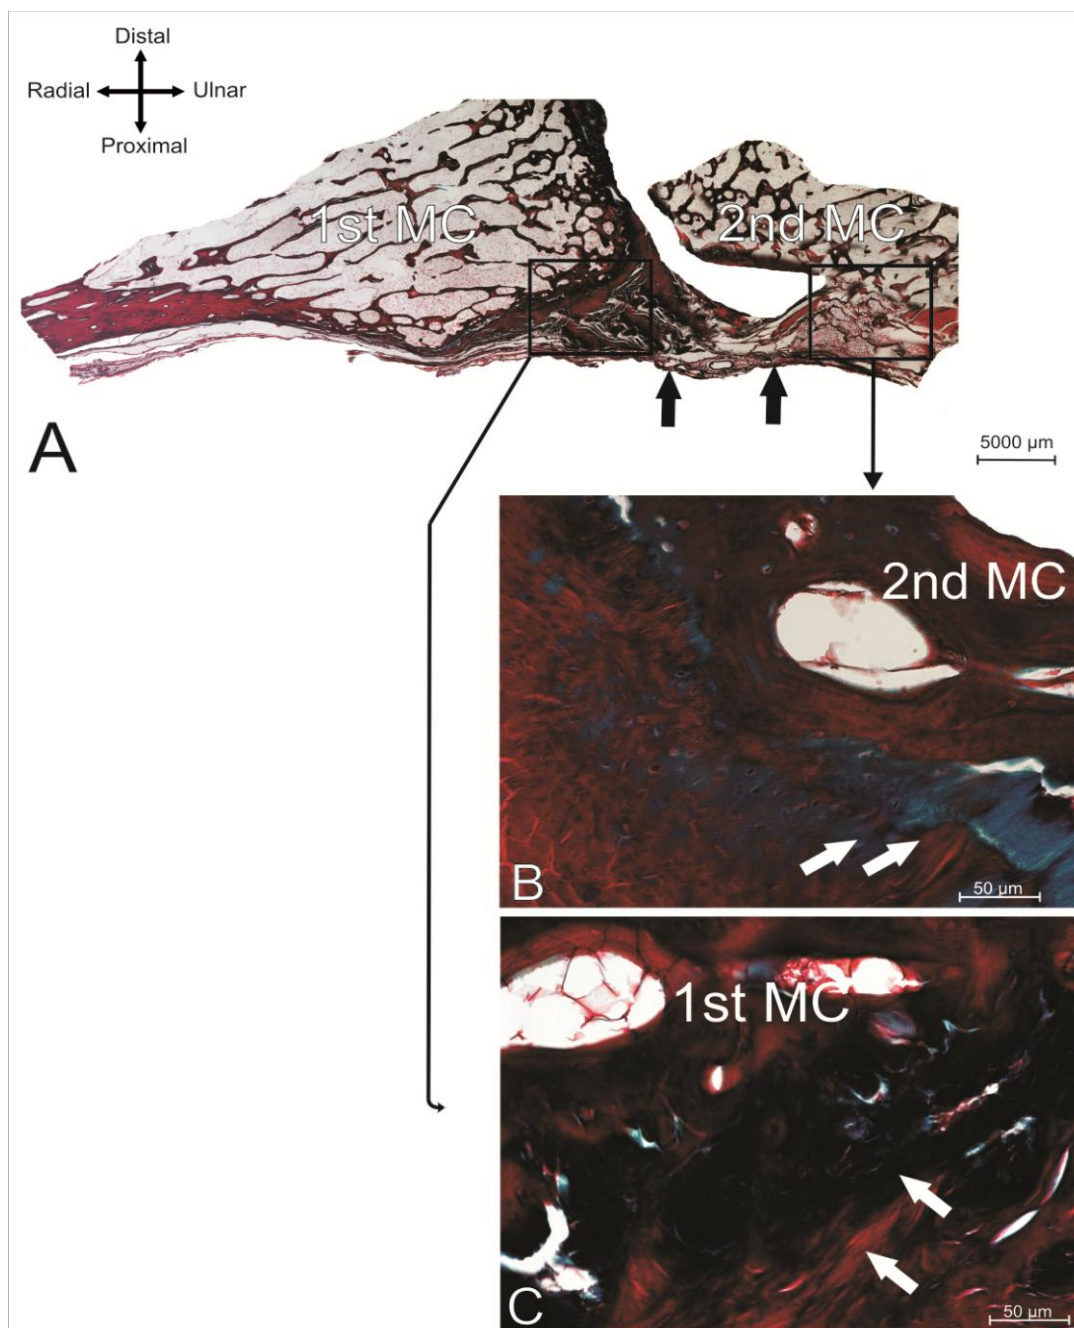 Distal
Radial
Ulnar
Proximal
1st MC
2nd MC
A
5000 µm
2nd MC
B
50 µm
1st MC
C
50 µm